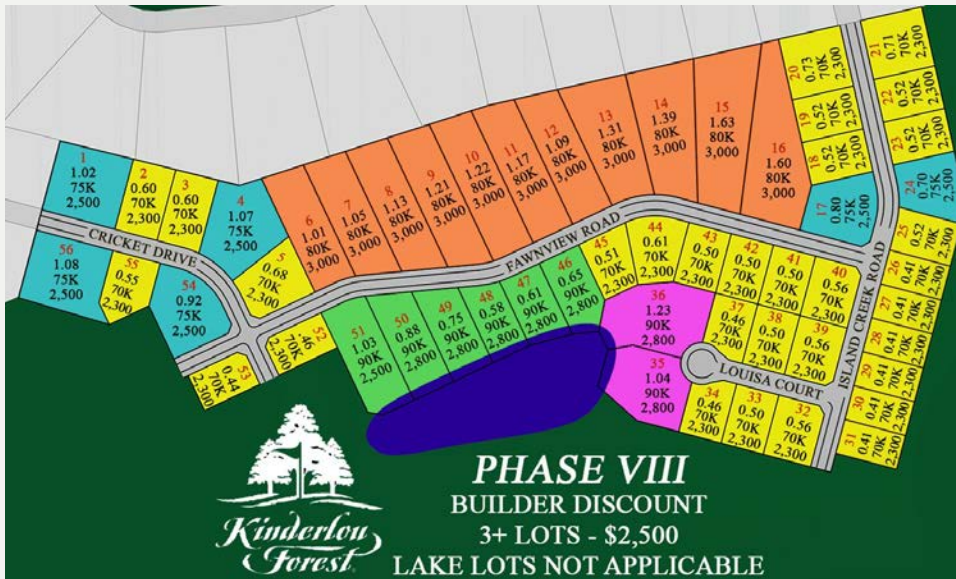 1
1.02
75K
2,500
2
0.60
70K
2,300
3
0.60
70K
2,300
4
1.07
75K
2,500
5
0.68
70K
2,300
6
1.01
80K
3,000
7
1.05
80K
3,000
8
1.13
80K
3,000
9
1.21
80K
3,000
10
1.22
80K
3,000
11
1.17
80K
3,000
12
1.09
80K
3,000
13
1.31
80K
3,000
14
1.39
80K
3,000
15
1.63
80K
3,000
16
1.60
80K
3,000
17
0.80
75K
2,500
18
0.52
70K
2,300
19
0.52
70K
2,300
20
0.73
70K
2,300
21
0.71
70K
2,300
22
0.52
70K
2,300
23
0.52
70K
2,300
24
0.70
75K
2,500
25
0.52
70K
2,300
26
0.41
70K
2,300
27
0.41
70K
2,300
28
0.41
70K
2,300
29
0.41
70K
2,300
30
0.41
70K
2,300
31
0.41
70K
2,300
CRICKET DRIVE
FAWNVIEW ROAD
ISLAND CREEK ROAD
LOUISA COURT
56
1.08
75K
2,500
55
0.55
70K
2,300
54
0.92
75K
2,500
53
0.44
70K
2,300
52
.46
70K
2,300
51
1.03
90K
2,500
50
0.88
90K
2,800
49
0.75
90K
2,800
48
0.58
90K
2,800
47
0.61
90K
2,800
46
0.65
90K
2,800
45
0.51
70K
2,300
44
0.61
70K
2,300
43
0.50
70K
2,300
42
0.50
70K
2,300
41
0.50
70K
2,300
40
0.56
70K
2,300
36
1.23
90K
2,800
37
0.46
70K
2,300
38
0.50
70K
2,300
39
0.56
70K
2,300
35
1.04
90K
2,800
34
0.46
70K
2,300
33
0.50
70K
2,300
32
0.56
70K
2,300
Kinderlou
Forest
PHASE VIII
BUILDER DISCOUNT
3+ LOTS - $2,500
LAKE LOTS NOT APPLICABLE